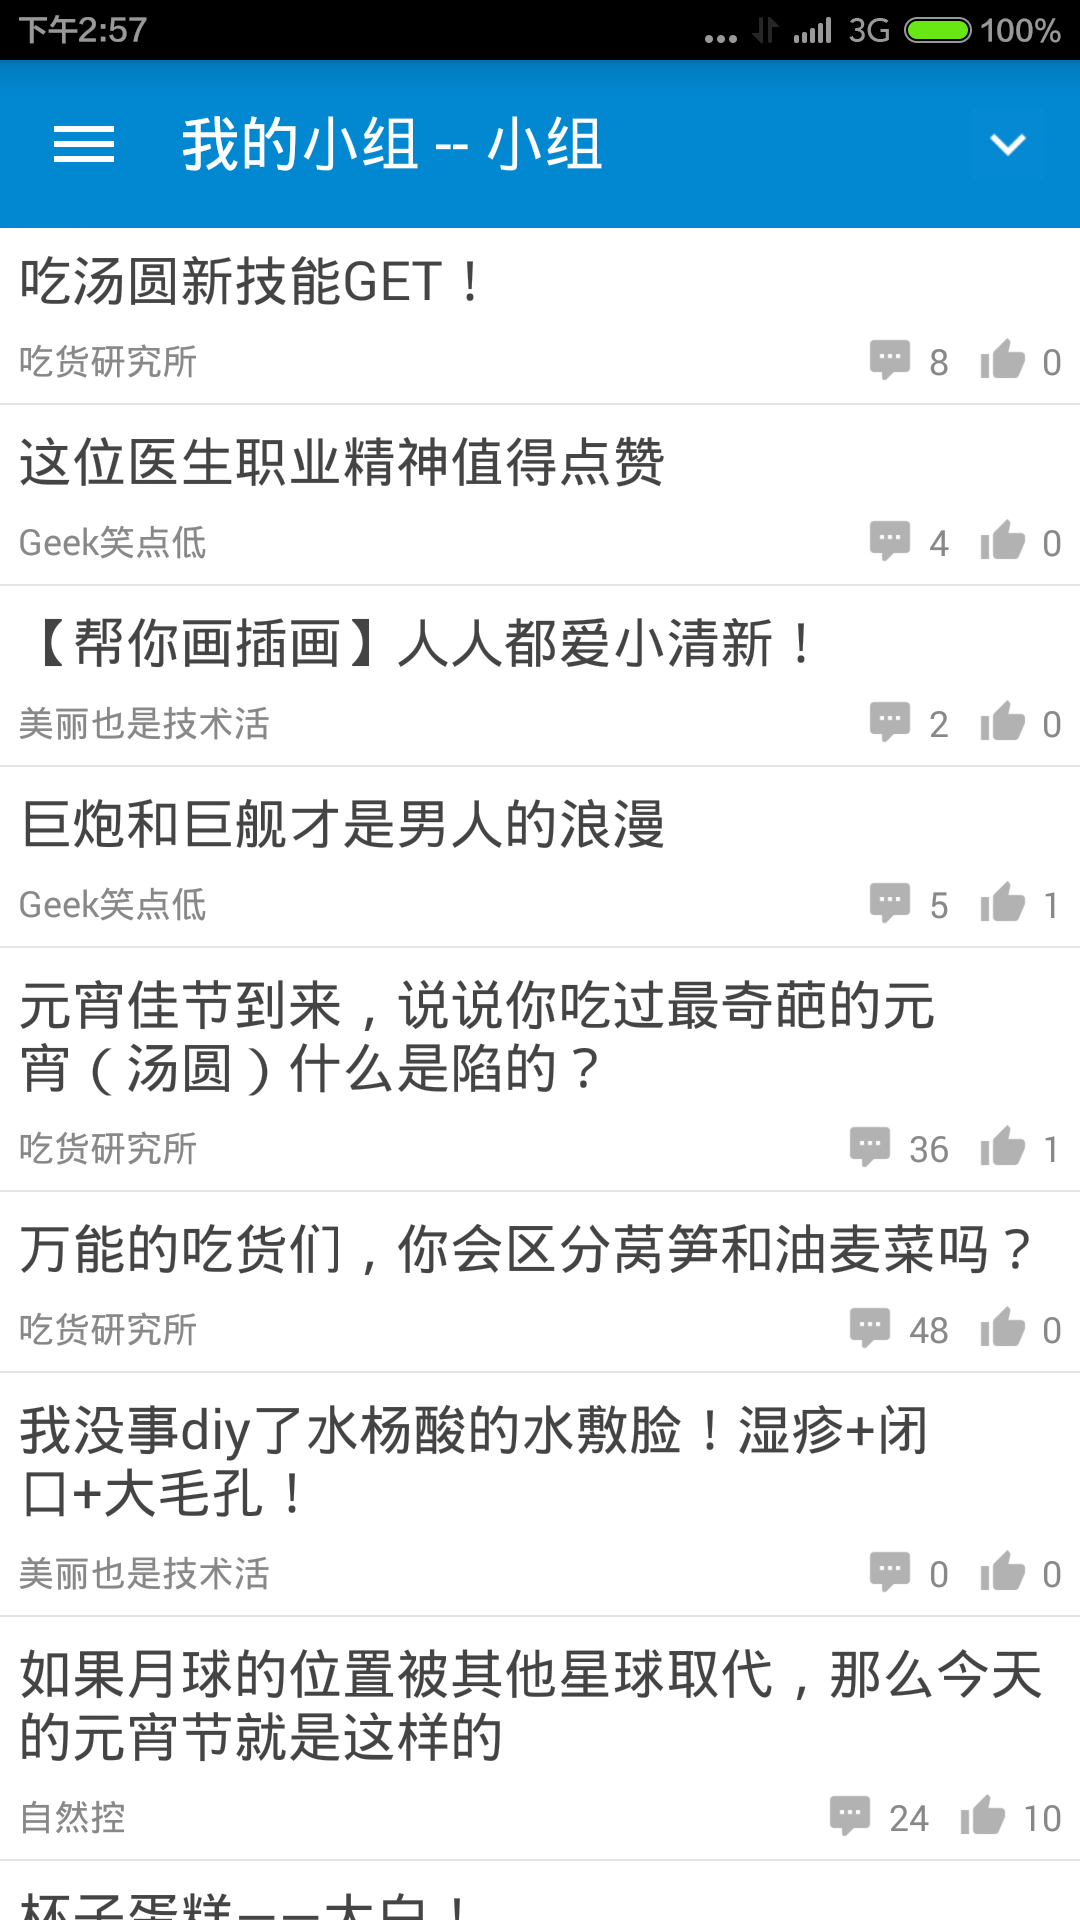 下午2:57
3G 100%
我的小组 -- 小组
吃汤圆新技能GET！
吃货研究所 8 0
这位医生职业精神值得点赞
Geek笑点低 4 0
【帮你画插画】人人都爱小清新！
美丽也是技术活 2 0
巨炮和巨舰才是男人的浪漫
Geek笑点低 5 1
元宵佳节到来，说说你吃过最奇葩的元
宵（汤圆）什么是陷的？
吃货研究所 36 1
万能的吃货们，你会区分莴笋和油麦菜吗？
吃货研究所 48 0
我没事diy了水杨酸的水敷脸！湿疹+闭
口+大毛孔！
美丽也是技术活 0 0
如果月球的位置被其他星球取代，那么今天
的元宵节就是这样的
自然控 24 10
杯子蛋糕——大白！